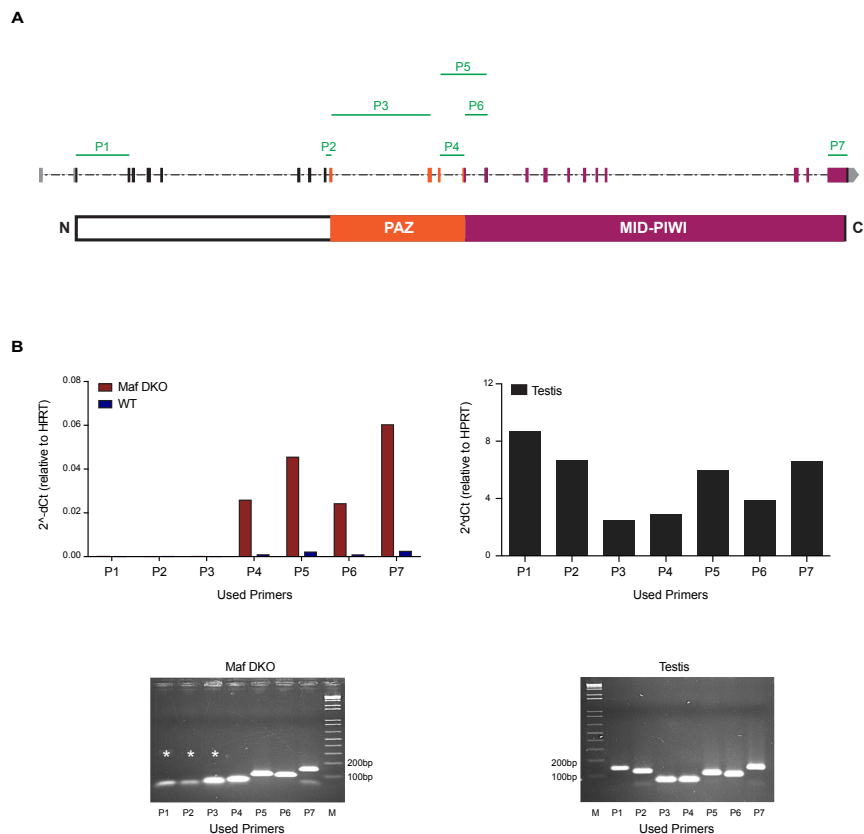 A
P5
P3
P6
P1
P2
P4
P7
N
PAZ
MID-PIWI
C
B
0.08
0.06
0.04
0.02
0.00
2^-dCt (relative to HPRT)
Maf DKO
WT
P1 P2 P3 P4 P5 P6 P7
Used Primers
12
8
4
0
2^dCt (relative to HPRT)
Testis
P1 P2 P3 P4 P5 P6 P7
Used Primers
Maf DKO
* * *
200bp
100bp
P1 P2 P3 P4 P5 P6 P7 M
Used Primers
Testis
200bp
100bp
M P1 P2 P3 P4 P5 P6 P7
Used Primers